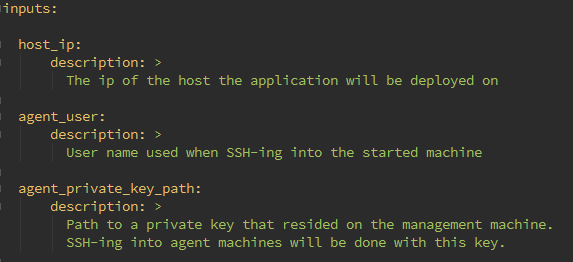 inputs:
host_ip:
description: >
The ip of the host the application will be deployed on
agent_user:
description: >
User name used when SSH-ing into the started machine
agent_private_key_path:
description: >
Path to a private key that resided on the management machine.
SSH-ing into agent machines will be done with this key.